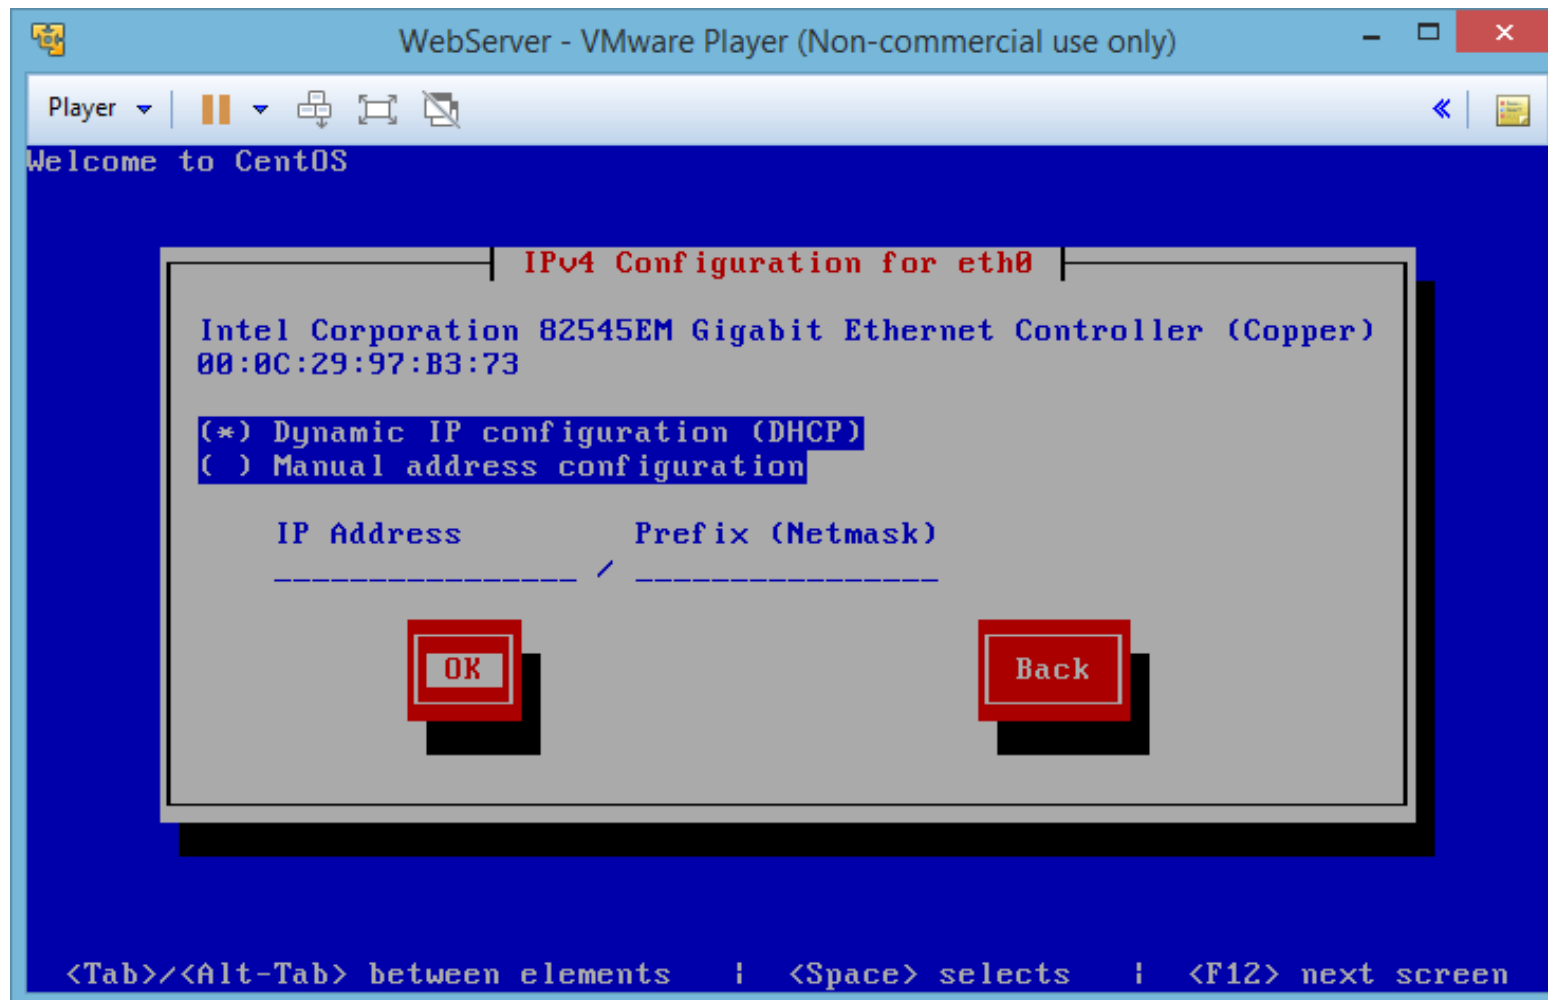 WebServer - VMware Player (Non-commercial use only)
Player
Welcome to CentOS
IPv4 Configuration for eth0
Intel Corporation 82545EM Gigabit Ethernet Controller (Copper)
00:0C:29:97:B3:73
(*) Dynamic IP configuration (DHCP)
( ) Manual address configuration
IP Address Prefix (Netmask)
________________ / ________________
OK Back
<Tab>/<Alt-Tab> between elements | <Space> selects | <F12> next screen